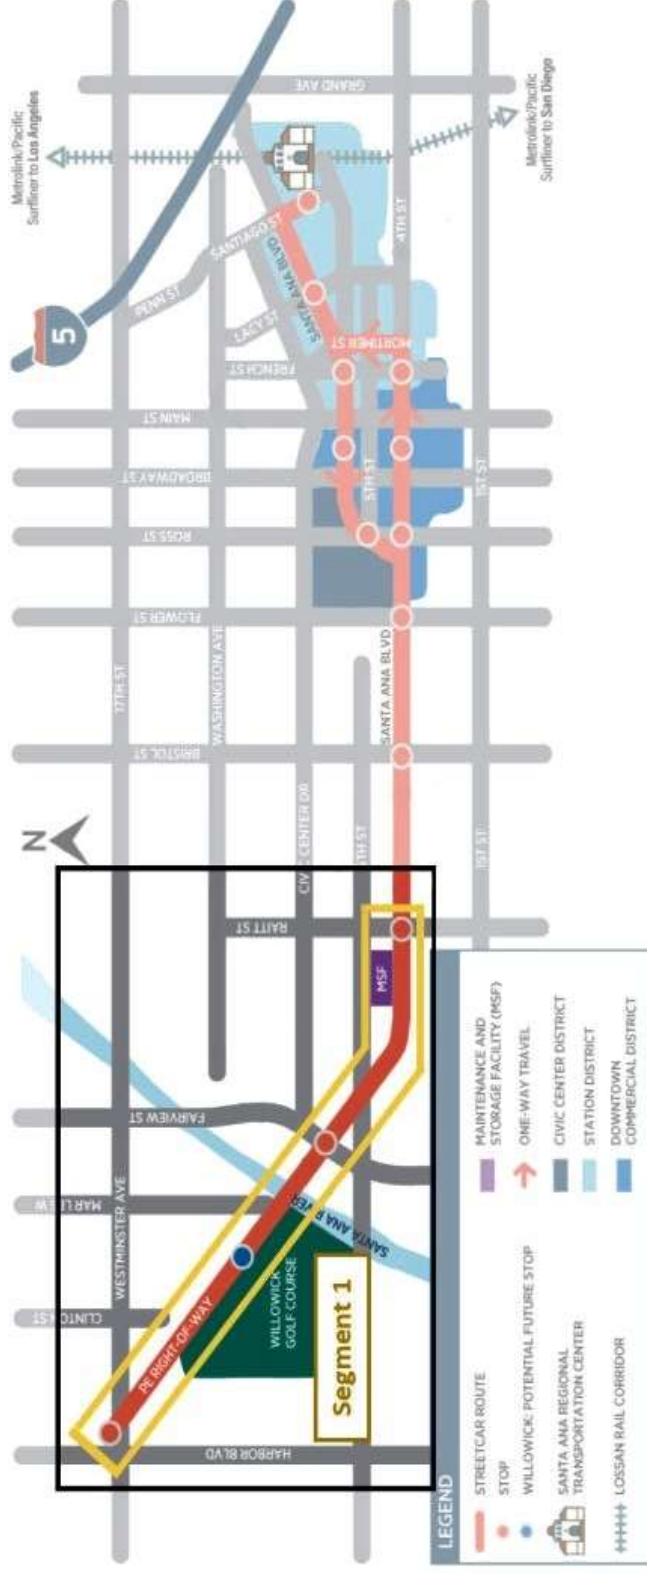 Metrolink/Pacific
Surfliner to Los Angeles
5
N
GRAND AVE
SANTIAGO ST
PENN ST
SANTA ANA BLVD
LACY ST
4TH ST
Metrolink/Pacific
Surfliner to San Diego
MORTIMER ST
FRENCH ST
MAIN ST
BROADWAY ST
5TH ST
1ST ST
ROSS ST
FLOWER ST
17TH ST
WASHINGTON AVE
SANTA ANA BLVD
BRISTOL ST
CIVIC CENTER DR
5TH ST
1ST ST
RAITT ST
MSF
FAIRVIEW ST
WESTMINSTER AVE
SANTA ANA RIVER
CLINTON ST
PE RIGHT-OF-WAY
WILLOWICK
GOLF COURSE
Segment 1
HARBOR BLVD
LEGEND
STREETCAR ROUTE
STOP
WILLOWICK: POTENTIAL FUTURE STOP
SANTA ANA REGIONAL
TRANSPORTATION CENTER
LOSSAN RAIL CORRIDOR
MAINTENANCE AND
STORAGE FACILITY (MSF)
ONE-WAY TRAVEL
CIVIC CENTER DISTRICT
STATION DISTRICT
DOWNTOWN
COMMERCIAL DISTRICT